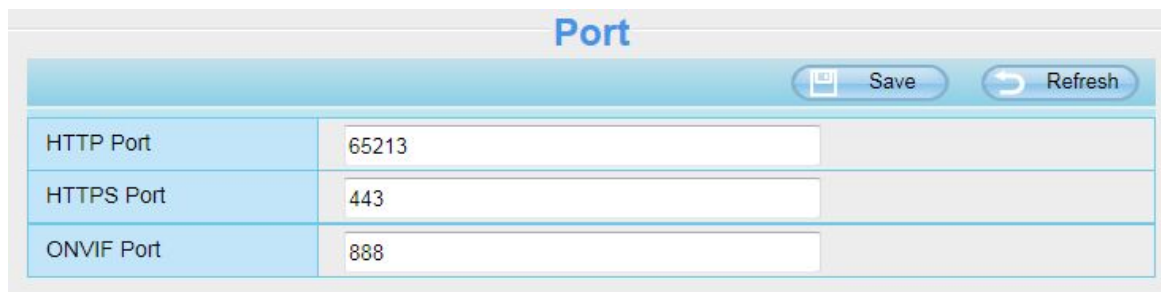 Port
Save Refresh
HTTP Port 65213
HTTPS Port 443
ONVIF Port 888